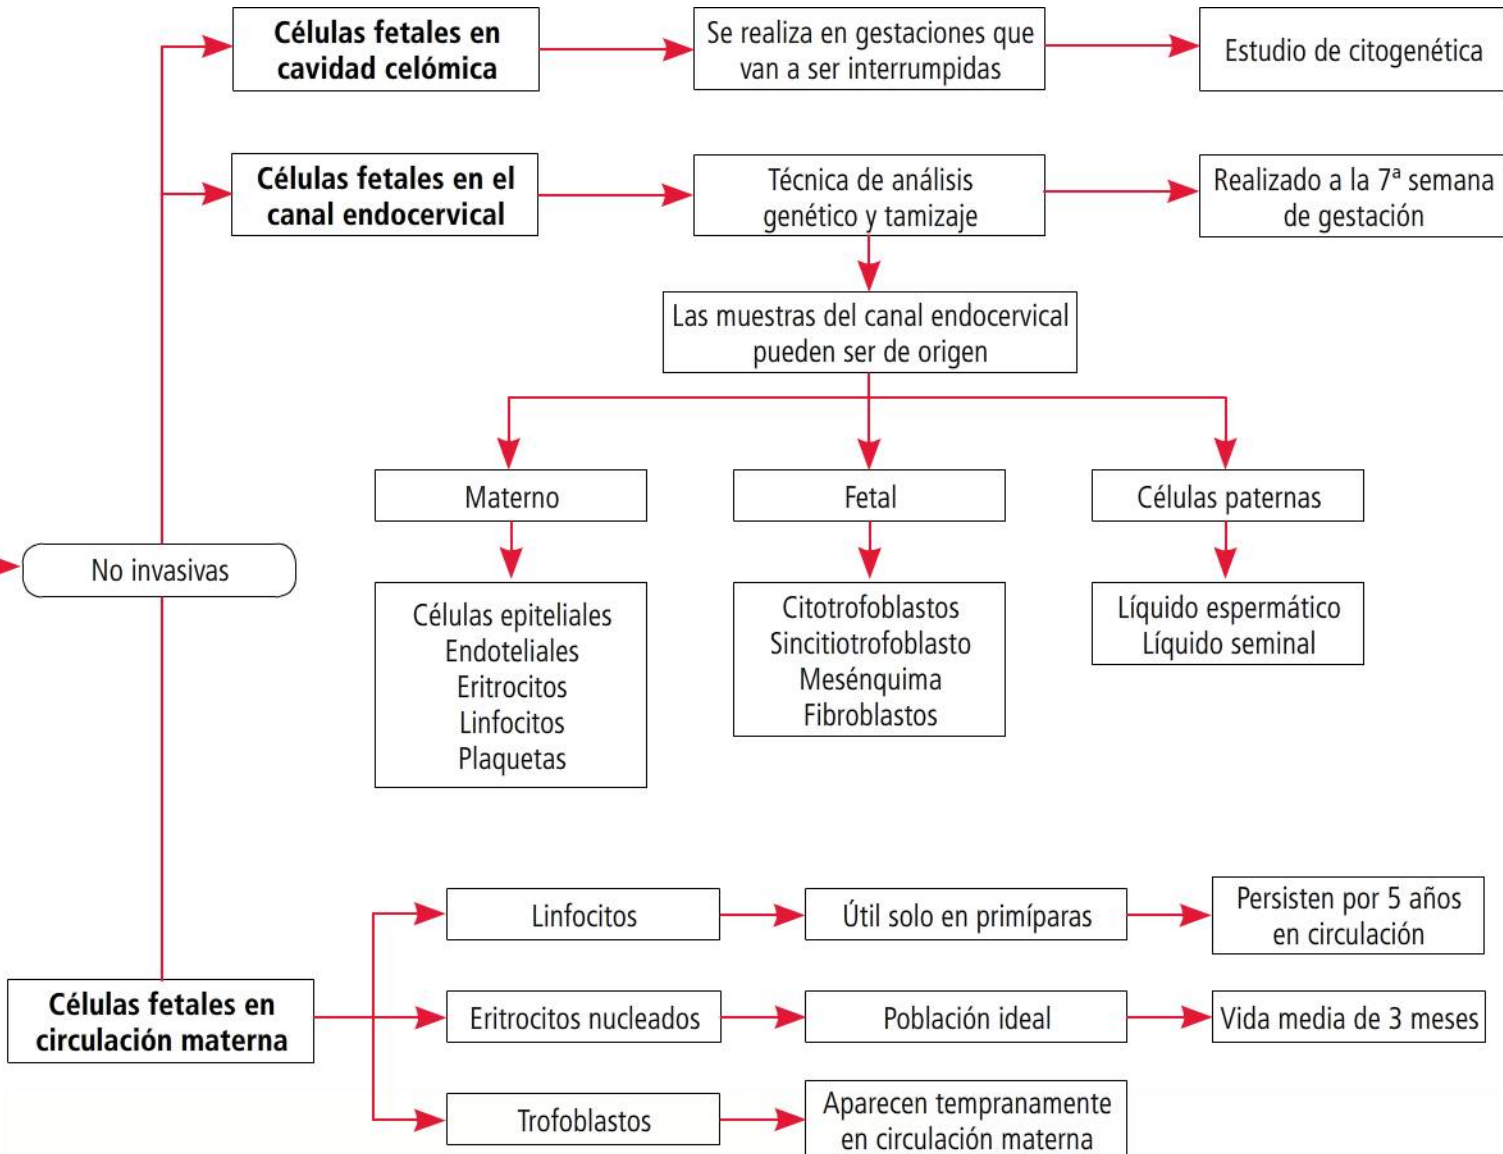 Células fetales en
cavidad celómica
Se realiza en gestaciones que
van a ser interrumpidas
Estudio de citogenética
Células fetales en el
canal endocervical
Técnica de análisis
genético y tamizaje
Realizado a la 7ª semana
de gestación
Las muestras del canal endocervical
pueden ser de origen
Materno
Fetal
Células paternas
No invasivas
Células epiteliales
Endoteliales
Eritrocitos
Linfocitos
Plaquetas
Citotrofoblastos
Sincitiotrofoblasto
Mesénquima
Fibroblastos
Líquido espermático
Líquido seminal
Células fetales en
circulación materna
Linfocitos
Útil solo en primíparas
Persisten por 5 años
en circulación
Eritrocitos nucleados
Población ideal
Vida media de 3 meses
Trofoblastos
Aparecen tempranamente
en circulación materna